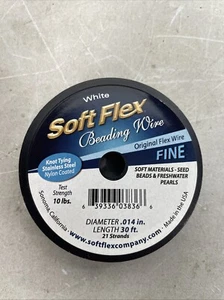 White
Soft Flex
Beading Wire
Original Flex Wire
FINE
Knot Tying
Stainless Steel
Nylon Coated
SOFT MATERIALS - SEED
BEADS & FRESHWATER
PEARLS
Test
Strength
10 lbs.
6 39336 03836 6
DIAMETER .014 in.
LENGTH 30 ft.
21 Strands
www.softflexcompany.com
Sonoma, California • Made in the USA